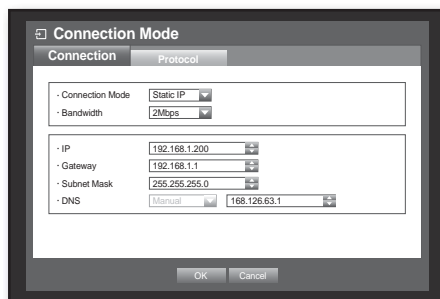 Connection Mode
Connection Protocol
· Connection Mode Static IP
· Bandwidth 2Mbps
· IP 192.168.1.200
· Gateway 192.168.1.1
· Subnet Mask 255.255.255.0
· DNS Manual 168.126.63.1
OK Cancel